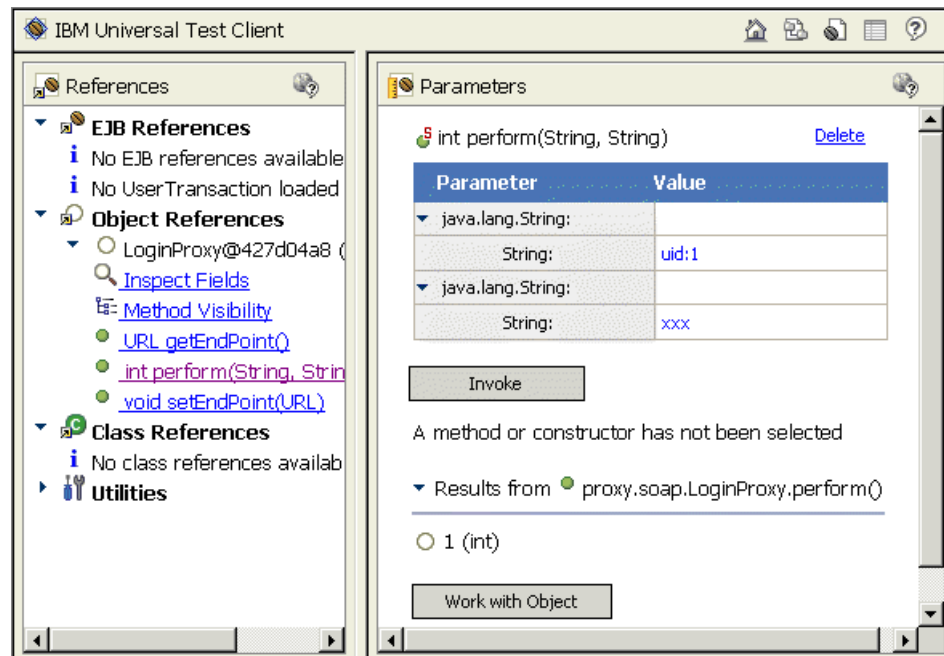 IBM Universal Test Client
References
EJB References
No EJB references available
No UserTransaction loaded
Object References
LoginProxy@427d04a8 (
Inspect Fields
Method Visibility
URL getEndPoint()
int perform(String, Strin
void setEndPoint(URL)
Class References
No class references availab
Utilities
Parameters
int perform(String, String)
Delete
Parameter Value
java.lang.String:
String: uid:1
java.lang.String:
String: xxx
Invoke
A method or constructor has not been selected
Results from proxy.soap.LoginProxy.perform()
1 (int)
Work with Object